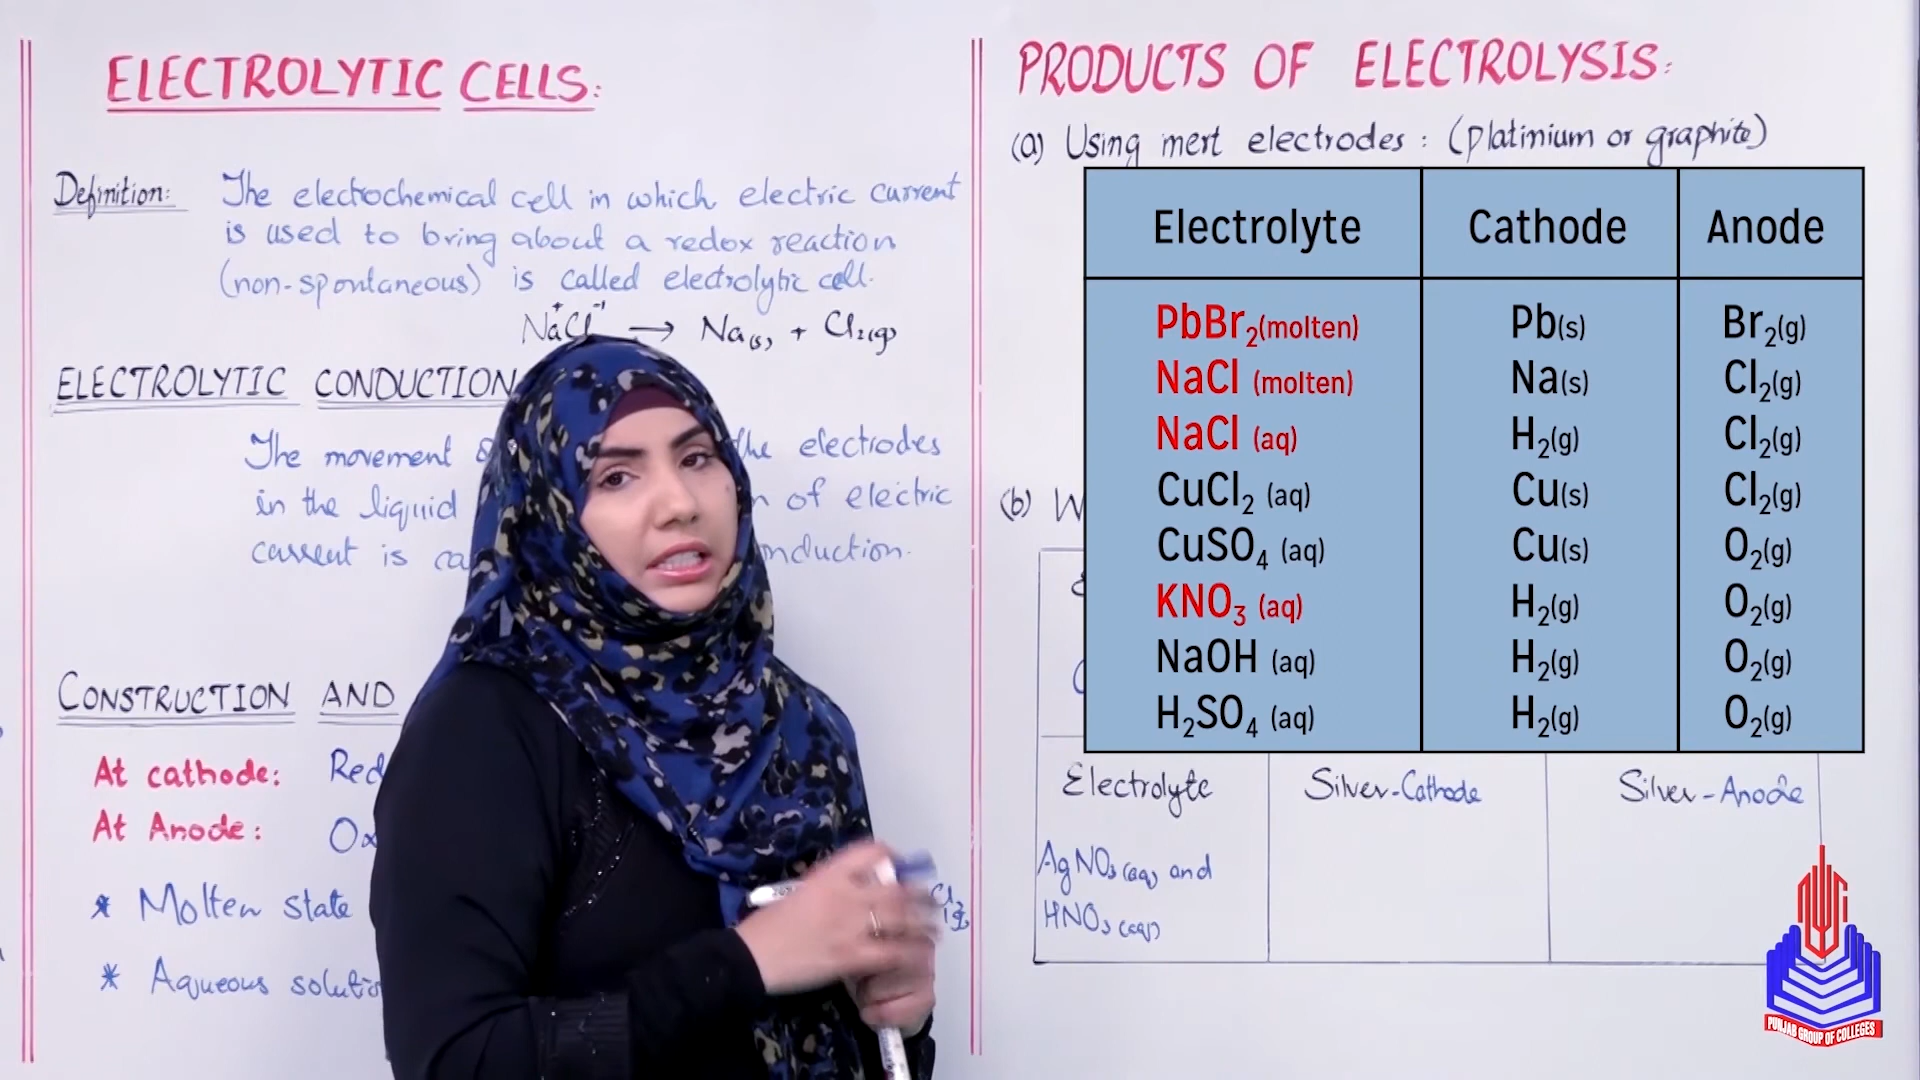 ELECTROLYTIC CELLS:
Definition: The electrochemical cell in which electric current
is used to bring about a redox reaction
(non-spontaneous) is called electrolytic cell.
Na⁺Cl⁻¹ → Na(s) + Cl₂(g)
ELECTROLYTIC CONDUCTION
The movement the electrodes
in the liquid of electric
current is
CONSTRUCTION AND
At cathode:
At Anode:
* Molten state
* Aqueous
PRODUCTS OF ELECTROLYSIS:
(a) Using inert electrodes: (platinium or graphite)
Electrolyte Cathode Anode
PbBr₂(molten) Pb(s) Br₂(g)
NaCl (molten) Na(s) Cl₂(g)
NaCl (aq) H₂(g) Cl₂(g)
CuCl₂ (aq) Cu(s) Cl₂(g)
CuSO₄ (aq) Cu(s) O₂(g)
KNO₃ (aq) H₂(g) O₂(g)
NaOH (aq) H₂(g) O₂(g)
H₂SO₄ (aq) H₂(g) O₂(g)
(b)
Electrolyte Silver-Cathode Silver-Anode
AgNO₃(aq) and
HNO₃(aq)
PUNJAB GROUP OF COLLEGES